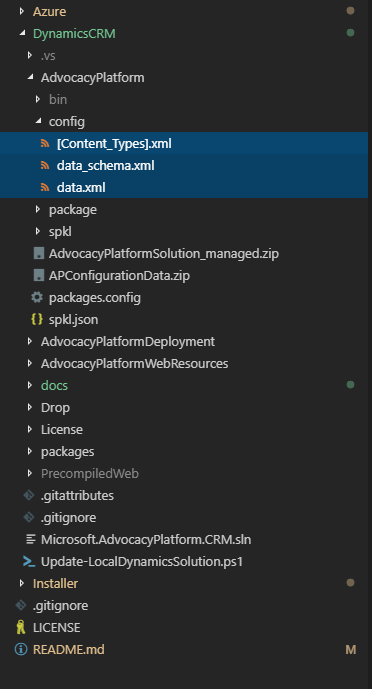 Azure
DynamicsCRM
.vs
AdvocacyPlatform
bin
config
[Content_Types].xml
data_schema.xml
data.xml
package
spkl
AdvocacyPlatformSolution_managed.zip
APConfigurationData.zip
packages.config
spkl.json
AdvocacyPlatformDeployment
AdvocacyPlatformWebResources
docs
Drop
License
packages
PrecompiledWeb
.gitattributes
.gitignore
Microsoft.AdvocacyPlatform.CRM.sln
Update-LocalDynamicsSolution.ps1
Installer
.gitignore
LICENSE
README.md M